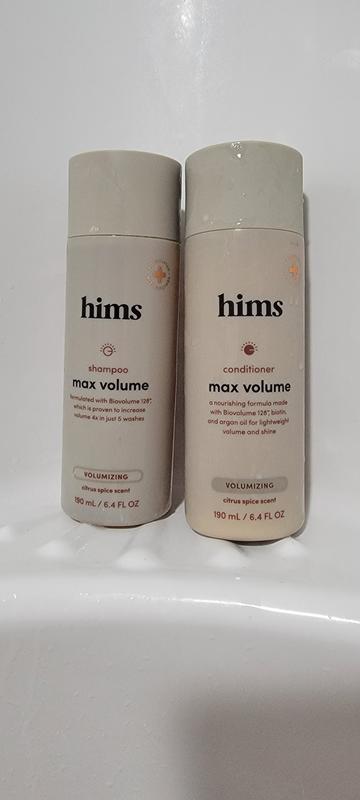 hims
shampoo
max volume
formulated with Biovolume 128™,
which is proven to increase
volume 4x in just 5 washes
VOLUMIZING
citrus spice scent
190 mL / 6.4 FL OZ
hims
conditioner
max volume
a nourishing formula made
with Biovolume 128™, biotin,
and argan oil for lightweight
volume and shine
VOLUMIZING
citrus spice scent
190 mL / 6.4 FL OZ